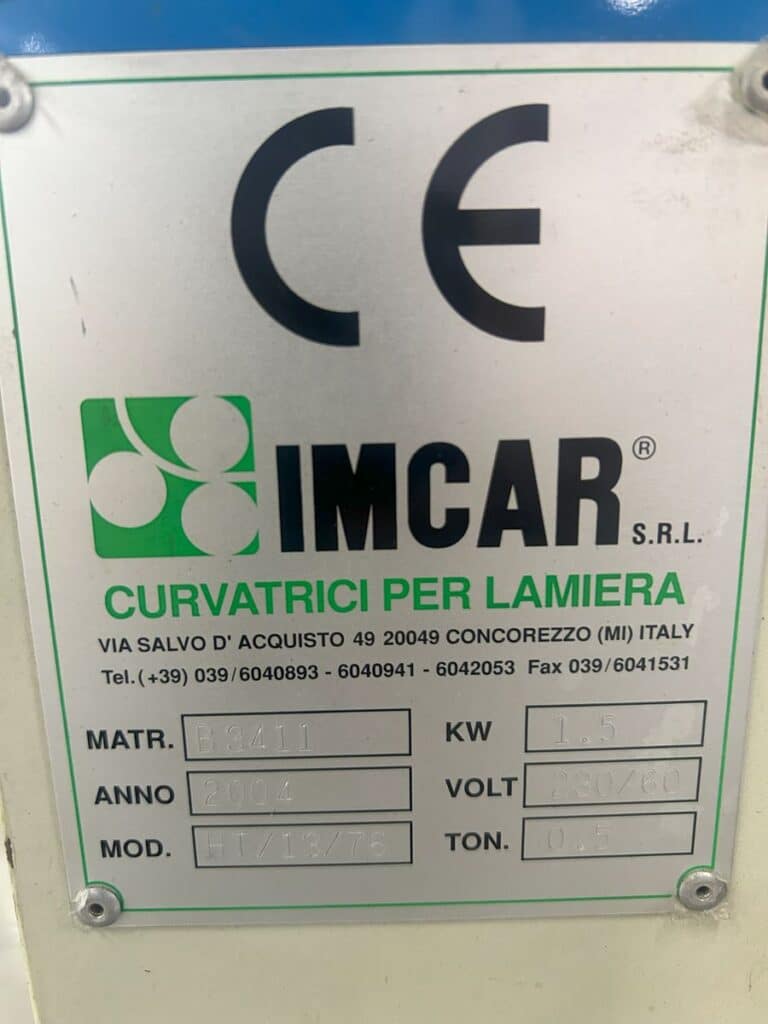 CE
IMCAR® S.R.L.
CURVATRICI PER LAMIERA
VIA SALVO D' ACQUISTO 49 20049 CONCOREZZO (MI) ITALY
Tel.(+39) 039/6040893 - 6040941 - 6042053 Fax 039/6041531
MATR. B3411 KW 1.5
ANNO 2004 VOLT 230/60
MOD. HT/13/76 TON. 0.5